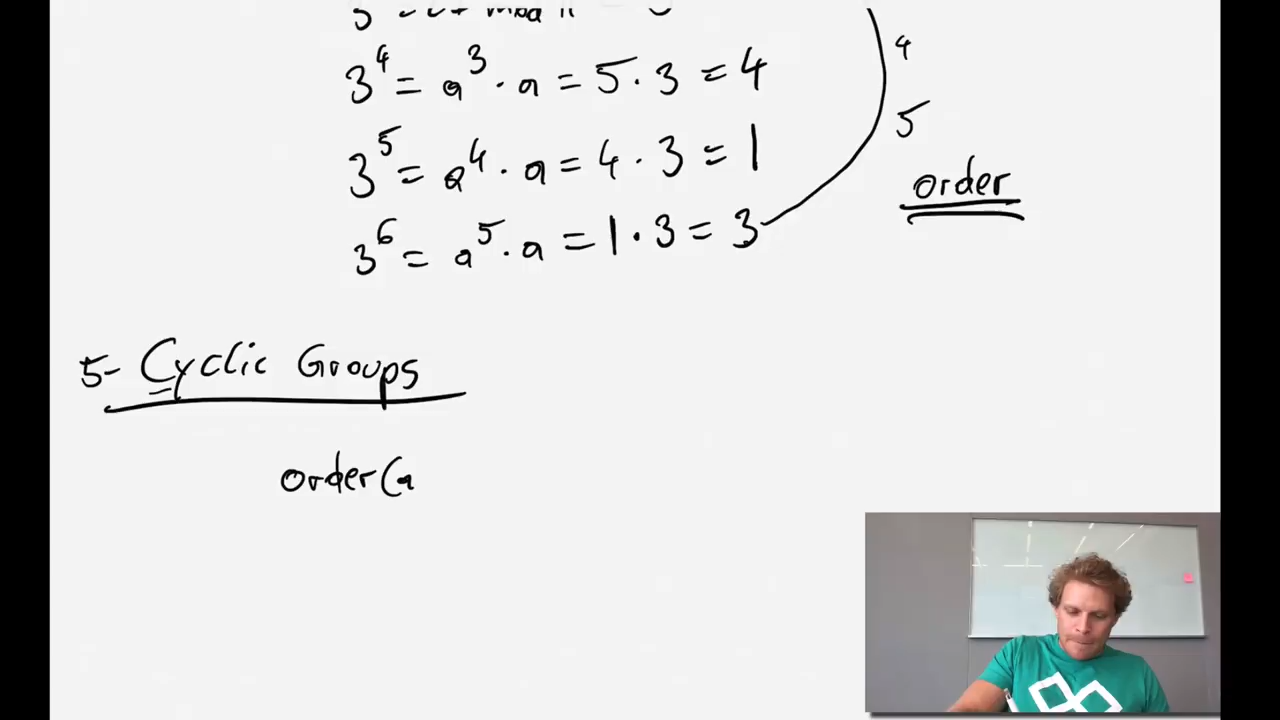 3⁴ = a³ · a = 5 · 3 = 4
4
3⁵ = a⁴ · a = 4 · 3 = 1
5
order
3⁶ = a⁵ · a = 1 · 3 = 3
5- Cyclic Groups
order(a